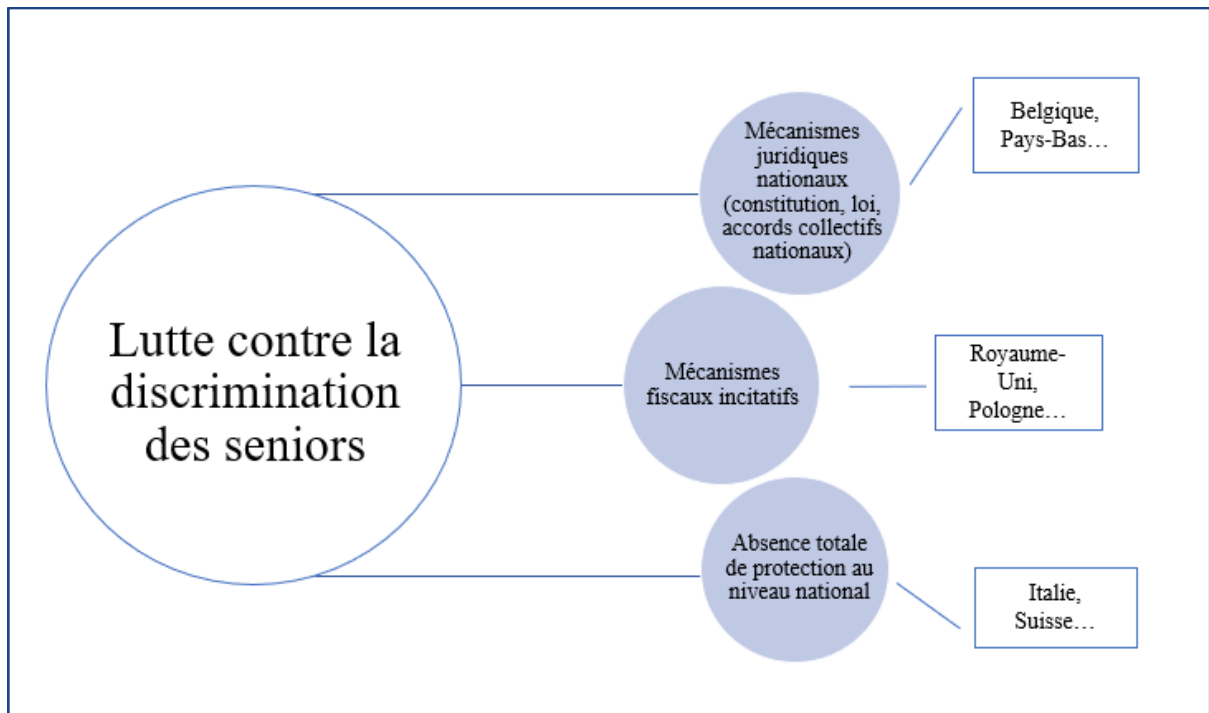 Lutte contre la
discrimination
des seniors
Mécanismes
juridiques
nationaux
(constitution, loi,
accords collectifs
nationaux)
Belgique,
Pays-Bas…
Mécanismes
fiscaux incitatifs
Royaume-
Uni,
Pologne…
Absence totale
de protection au
niveau national
Italie,
Suisse…